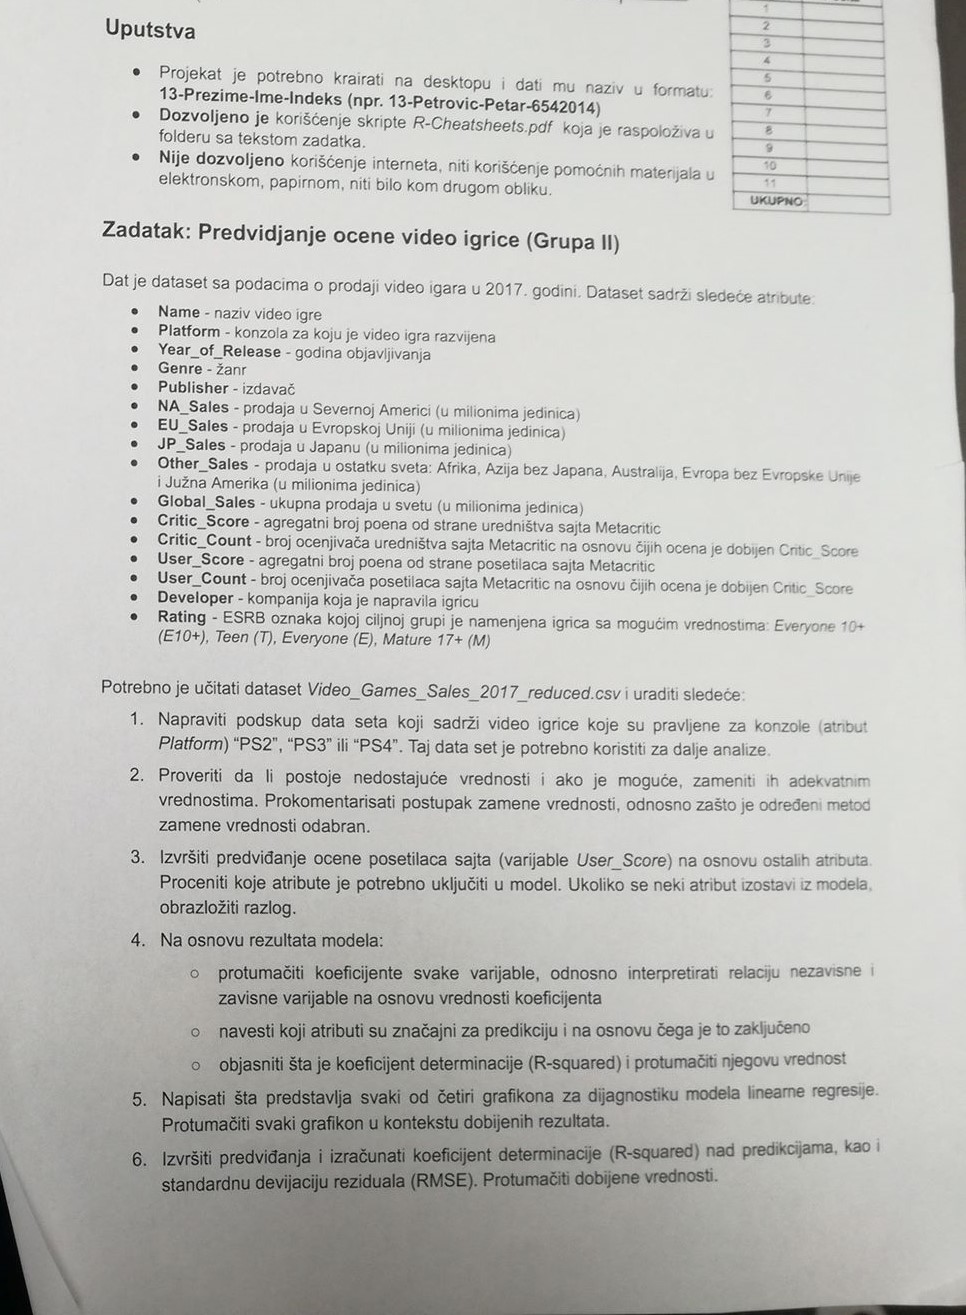 Uputstva
1
2
3
4
5
6
7
8
9
10
11
UKUPNO:
• Projekat je potrebno krairati na desktopu i dati mu naziv u formatu:
13-Prezime-Ime-Indeks (npr. 13-Petrovic-Petar-6542014)
• Dozvoljeno je korišćenje skripte R-Cheatsheets.pdf koja je raspoloživa u
folderu sa tekstom zadatka.
• Nije dozvoljeno korišćenje interneta, niti korišćenje pomoćnih materijala u
elektronskom, papirnom, niti bilo kom drugom obliku.
Zadatak: Predvidjanje ocene video igrice (Grupa II)
Dat je dataset sa podacima o prodaji video igara u 2017. godini. Dataset sadrži sledeće atribute:
• Name - naziv video igre
• Platform - konzola za koju je video igra razvijena
• Year_of_Release - godina objavljivanja
• Genre - žanr
• Publisher - izdavač
• NA_Sales - prodaja u Severnoj Americi (u milionima jedinica)
• EU_Sales - prodaja u Evropskoj Uniji (u milionima jedinica)
• JP_Sales - prodaja u Japanu (u milionima jedinica)
• Other_Sales - prodaja u ostatku sveta: Afrika, Azija bez Japana, Australija, Evropa bez Evropske Unije
i Južna Amerika (u milionima jedinica)
• Global_Sales - ukupna prodaja u svetu (u milionima jedinica)
• Critic_Score - agregatni broj poena od strane uredništva sajta Metacritic
• Critic_Count - broj ocenjivača uredništva sajta Metacritic na osnovu čijih ocena je dobijen Critic_Score
• User_Score - agregatni broj poena od strane posetilaca sajta Metacritic
• User_Count - broj ocenjivača posetilaca sajta Metacritic na osnovu čijih ocena je dobijen Critic_Score
• Developer - kompanija koja je napravila igricu
• Rating - ESRB oznaka kojoj ciljnoj grupi je namenjena igrica sa mogućim vrednostima: Everyone 10+
(E10+), Teen (T), Everyone (E), Mature 17+ (M)
Potrebno je učitati dataset Video_Games_Sales_2017_reduced.csv i uraditi sledeće:
1. Napraviti podskup data seta koji sadrži video igrice koje su pravljene za konzole (atribut
Platform) “PS2”, “PS3” ili “PS4”. Taj data set je potrebno koristiti za dalje analize.
2. Proveriti da li postoje nedostajuće vrednosti i ako je moguće, zameniti ih adekvatnim
vrednostima. Prokomentarisati postupak zamene vrednosti, odnosno zašto je određeni metod
zamene vrednosti odabran.
3. Izvršiti predviđanje ocene posetilaca sajta (varijable User_Score) na osnovu ostalih atributa.
Proceniti koje atribute je potrebno uključiti u model. Ukoliko se neki atribut izostavi iz modela,
obrazložiti razlog.
4. Na osnovu rezultata modela:
○ protumačiti koeficijente svake varijable, odnosno interpretirati relaciju nezavisne i
zavisne varijable na osnovu vrednosti koeficijenta
○ navesti koji atributi su značajni za predikciju i na osnovu čega je to zaključeno
○ objasniti šta je koeficijent determinacije (R-squared) i protumačiti njegovu vrednost
5. Napisati šta predstavlja svaki od četiri grafikona za dijagnostiku modela linearne regresije.
Protumačiti svaki grafikon u kontekstu dobijenih rezultata.
6. Izvršiti predviđanja i izračunati koeficijent determinacije (R-squared) nad predikcijama, kao i
standardnu devijaciju reziduala (RMSE). Protumačiti dobijene vrednosti.